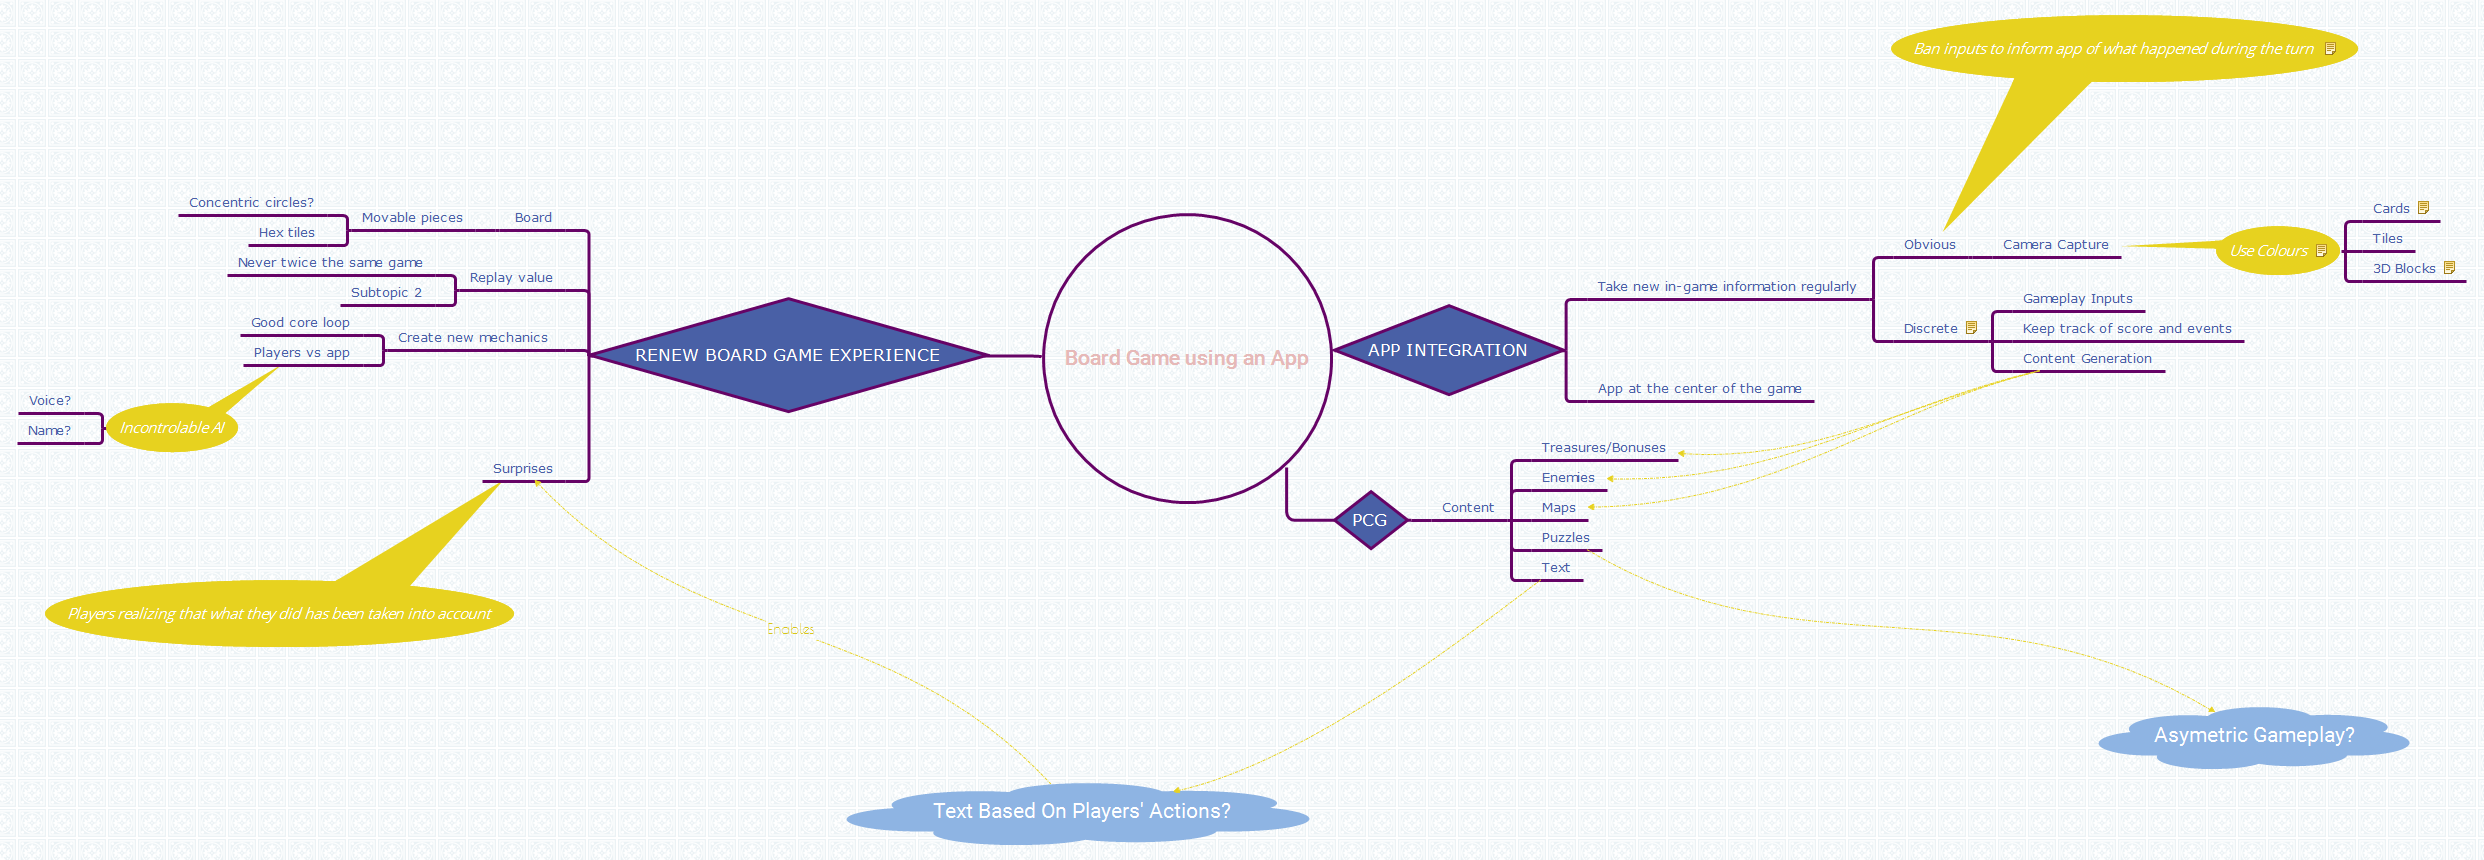 Ban inputs to inform app of what happened during the turn
Concentric circles?
Movable pieces
Board
Hex tiles
Never twice the same game
Replay value
Subtopic 2
Good core loop
Create new mechanics
Players vs app
Voice?
Name?
Incontrolable AI
Surprises
Players realizing that what they did has been taken into account
RENEW BOARD GAME EXPERIENCE
Board Game using an App
APP INTEGRATION
Take new in-game information regularly
Obvious
Camera Capture
Use Colours
Cards
Tiles
3D Blocks
Discrete
Gameplay Inputs
Keep track of score and events
Content Generation
App at the center of the game
PCG
Content
Treasures/Bonuses
Enemies
Maps
Puzzles
Text
Enables
Asymetric Gameplay?
Text Based On Players' Actions?